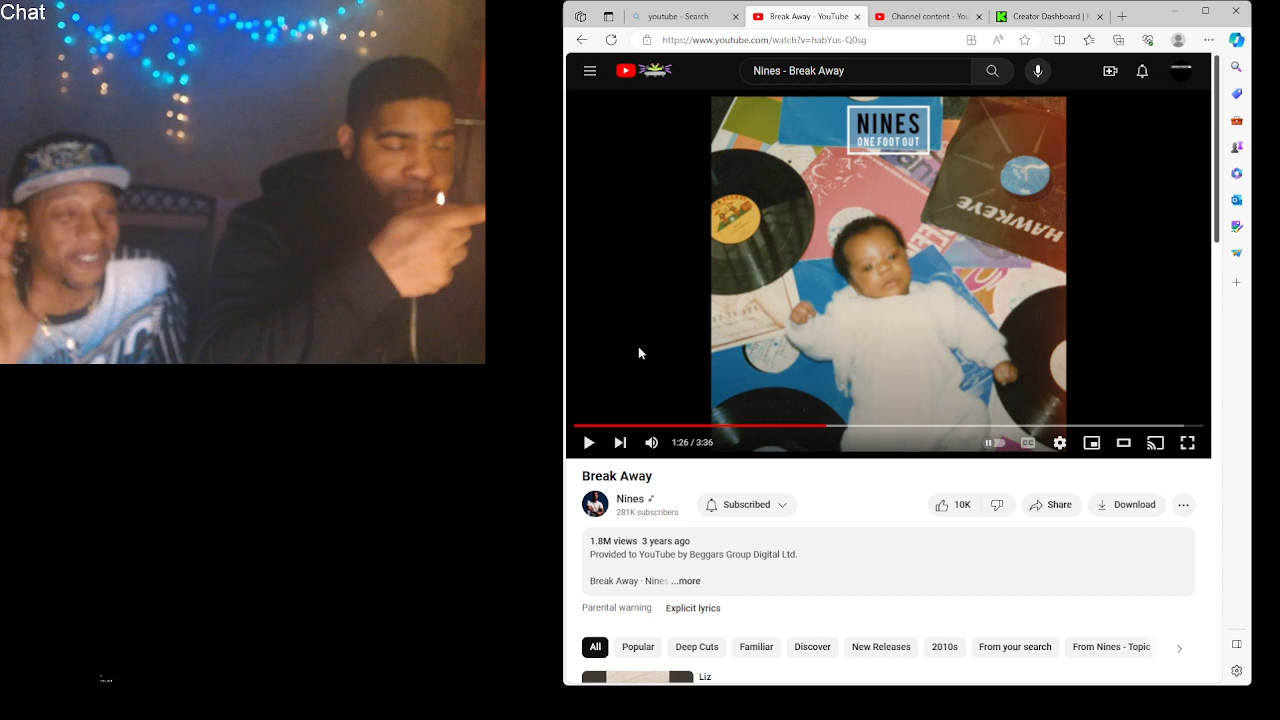 Chat
youtube - Search
Break Away - YouTube
Channel content - You
Creator Dashboard | K
https://www.youtube.com/watch?v=habYus-Q0sg
Nines - Break Away
NINES
ONE FOOT OUT
HAWKEYE
1:26 / 3:36
CC
Break Away
Nines
281K subscribers
Subscribed
10K
Share
Download
1.8M views 3 years ago
Provided to YouTube by Beggars Group Digital Ltd.
Break Away - Nines ...more
Parental warning
Explicit lyrics
All
Popular
Deep Cuts
Familiar
Discover
New Releases
2010s
From your search
From Nines - Topic
Liz